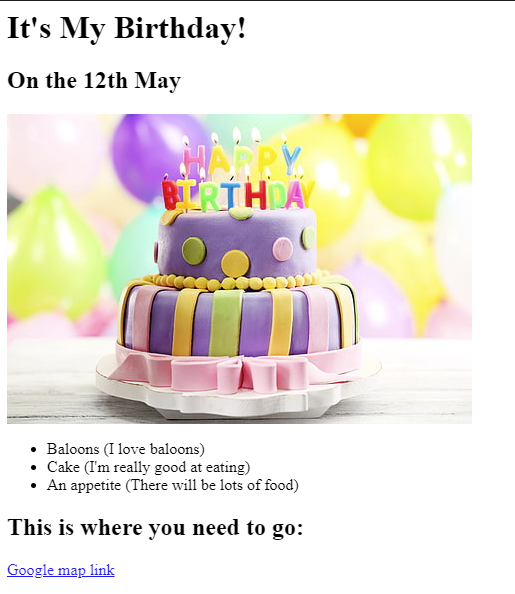 It's My Birthday!
On the 12th May
HAPPY
BIRTHDAY
Baloons (I love baloons)
Cake (I'm really good at eating)
An appetite (There will be lots of food)
This is where you need to go:
Google map link